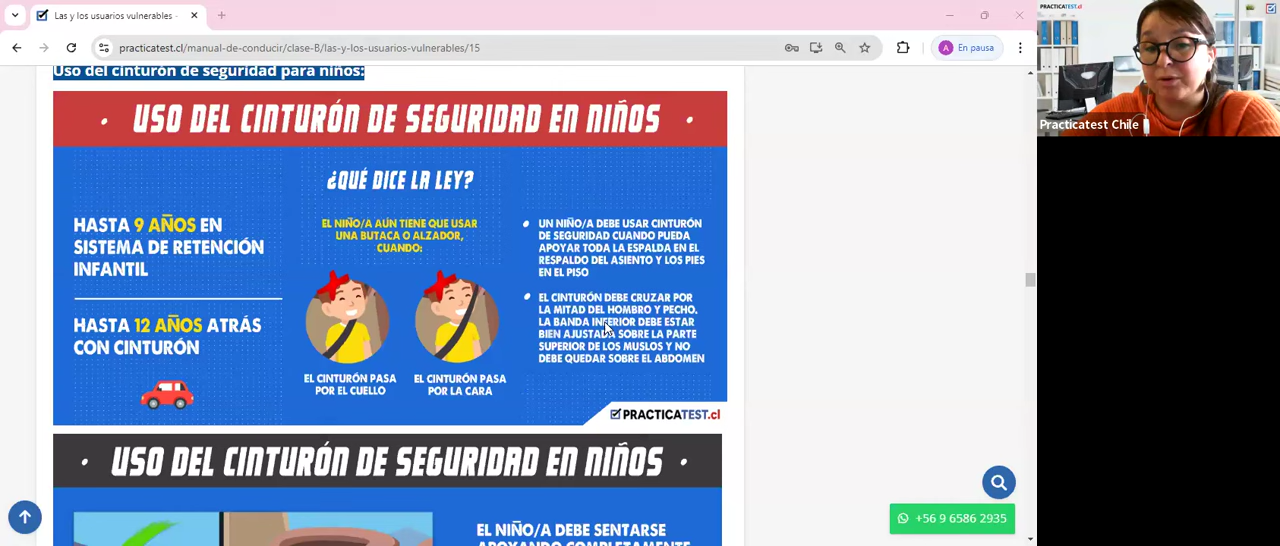 Las y los usuarios vulnerables -
practicatest.cl/manual-de-conducir/clase-B/las-y-los-usuarios-vulnerables/15
A
En pausa
PRACTICATEST.cl
Practicatest Chile
Uso del cinturón de seguridad para niños:
• USO DEL CINTURÓN DE SEGURIDAD EN NIÑOS •
¿QUÉ DICE LA LEY?
HASTA 9 AÑOS EN
SISTEMA DE RETENCIÓN
INFANTIL
HASTA 12 AÑOS ATRÁS
CON CINTURÓN
EL NIÑO/A AÚN TIENE QUE USAR
UNA BUTACA O ALZADOR,
CUANDO:
EL CINTURÓN PASA
POR EL CUELLO
EL CINTURÓN PASA
POR LA CARA
• UN NIÑO/A DEBE USAR CINTURÓN
DE SEGURIDAD CUANDO PUEDA
APOYAR TODA LA ESPALDA EN EL
RESPALDO DEL ASIENTO Y LOS PIES
EN EL PISO
• EL CINTURÓN DEBE CRUZAR POR
LA MITAD DEL HOMBRO Y PECHO.
LA BANDA INFERIOR DEBE ESTAR
BIEN AJUSTADA SOBRE LA PARTE
SUPERIOR DE LOS MUSLOS Y NO
DEBE QUEDAR SOBRE EL ABDOMEN
PRACTICATEST.cl
• USO DEL CINTURÓN DE SEGURIDAD EN NIÑOS •
EL NIÑO/A DEBE SENTARSE
APOYANDO COMPLETAMENTE
+56 9 6586 2935